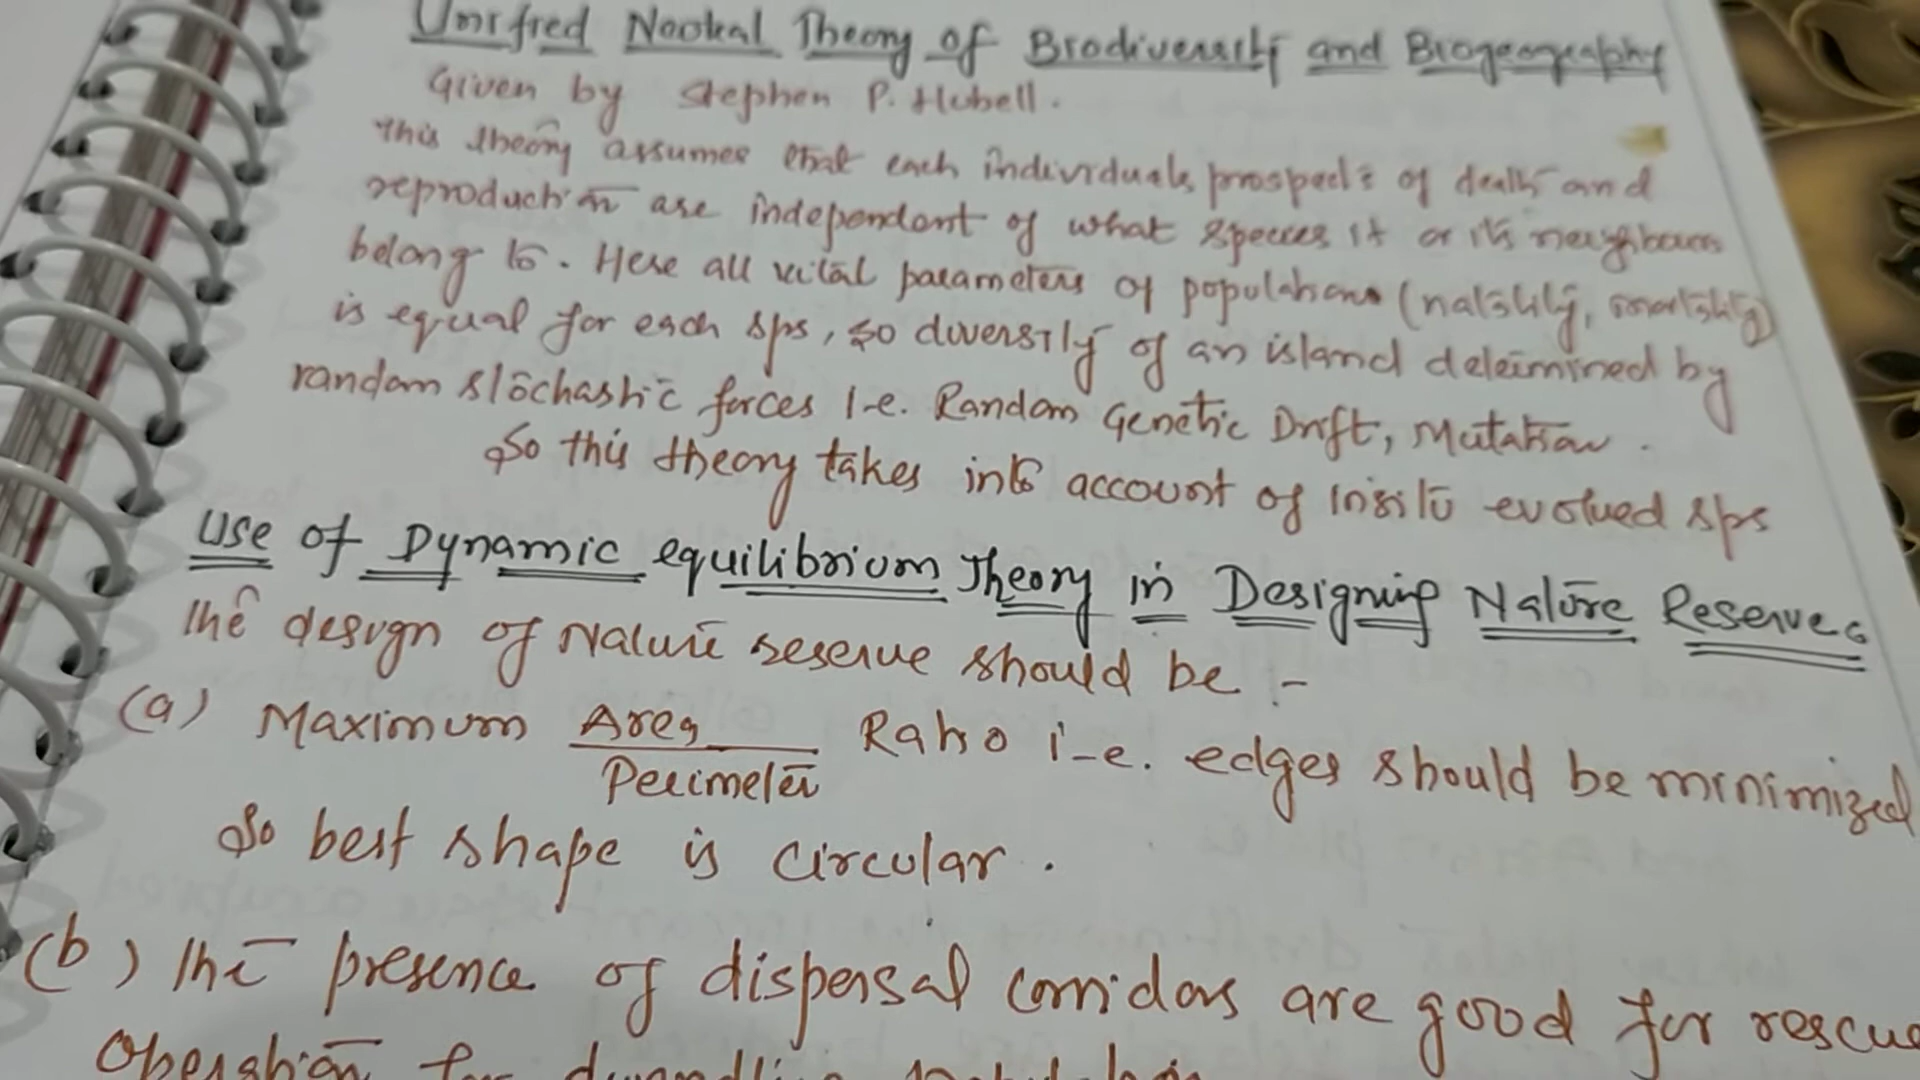 Unified Neutral Theory of Biodiversity and Biogeography
Given by Stephen P. Hubell.
This theory assumes that each individuals prospects of death and
reproduction are independent of what species it or its neighbours
belong to. Here all vital parameters of populations (natality, mortality)
is equal for each sps, so diversity of an island determined by
random stochastic forces i.e. Random Genetic Drift, Mutation.
So this theory takes into account of insitu evolved sps
Use of Dynamic equilibrium Theory in Designing Nature Reserves
The design of Nature reserve should be :-
(a) Maximum Area / Perimeter Ratio i.e. edges should be minimized
So best shape is circular.
(b) The presence of dispersal corridors are good for rescue
for